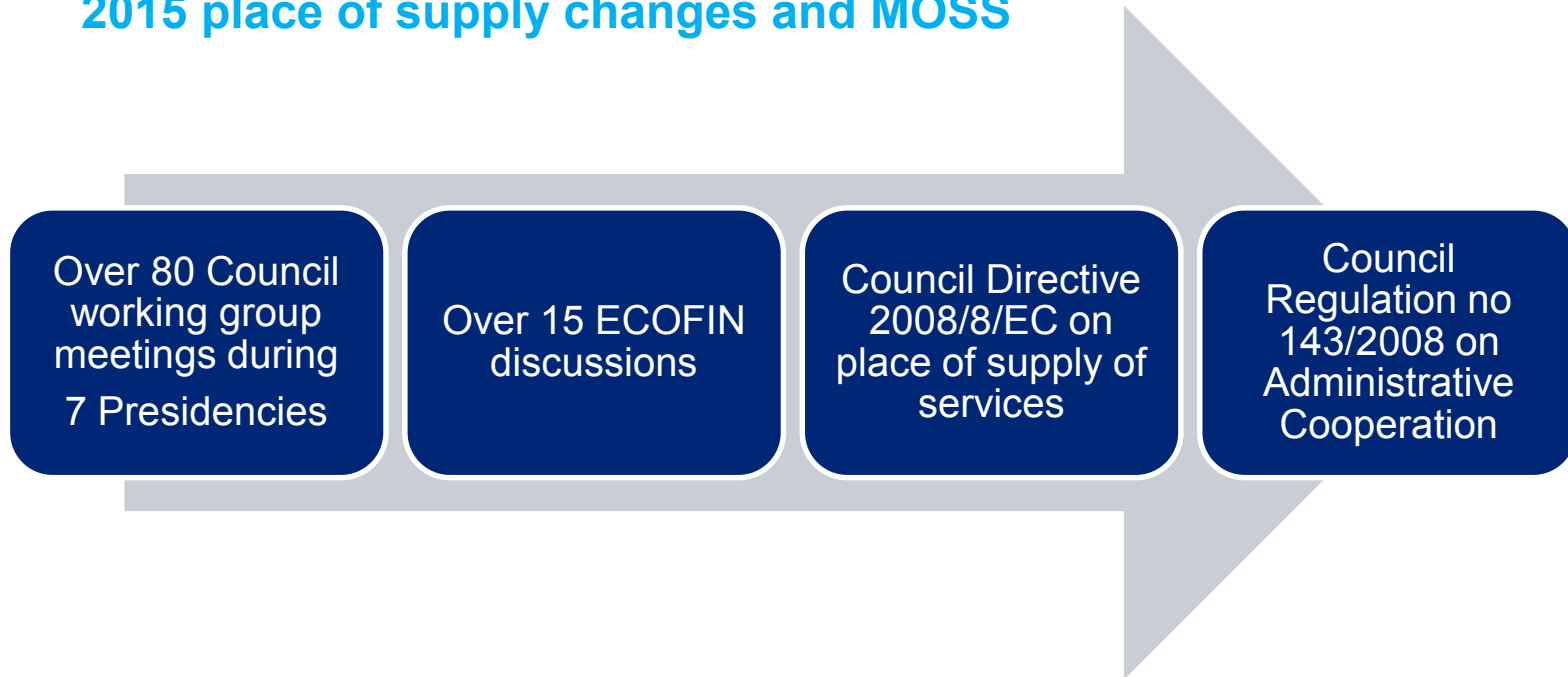 2015 place of supply changes and MOSS
Over 80 Council
working group
meetings during
7 Presidencies
Over 15 ECOFIN
discussions
Council Directive
2008/8/EC on
place of supply of
services
Council
Regulation no
143/2008 on
Administrative
Cooperation